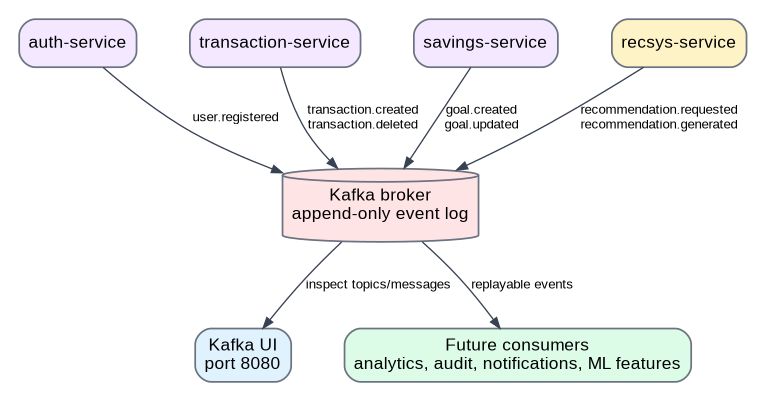 auth-service
transaction-service
savings-service
recsys-service
user.registered
transaction.created
transaction.deleted
goal.created
goal.updated
recommendation.requested
recommendation.generated
Kafka broker
append-only event log
inspect topics/messages
replayable events
Kafka UI
port 8080
Future consumers
analytics, audit, notifications, ML features